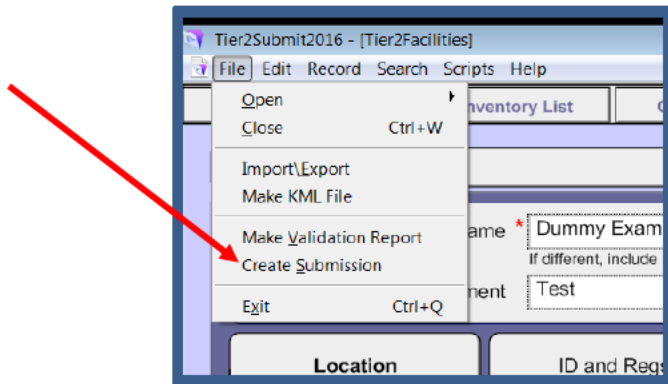 Tier2Submit2016 - [Tier2Facilities]
File Edit Record Search Scripts Help
Open
Close Ctrl+W
Inventory List
Import\Export
Make KML File
Make Validation Report
Create Submission
Exit Ctrl+Q
ame * Dummy Exam
If different, include
nent Test
Location
ID and Regs